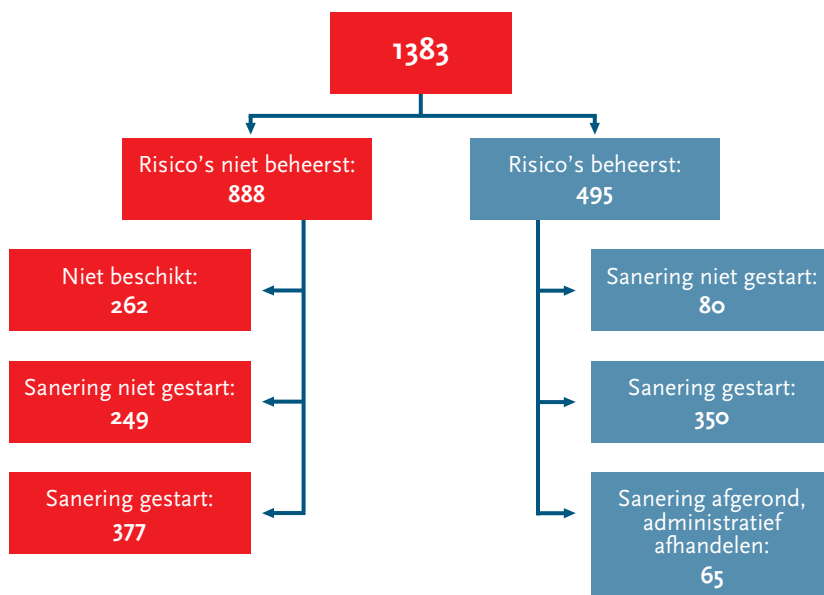 1383
Risico’s niet beheerst:
888
Risico’s beheerst:
495
Niet beschikt:
262
Sanering niet gestart:
249
Sanering gestart:
377
Sanering niet gestart:
80
Sanering gestart:
350
Sanering afgerond,
administratief
afhandelen:
65